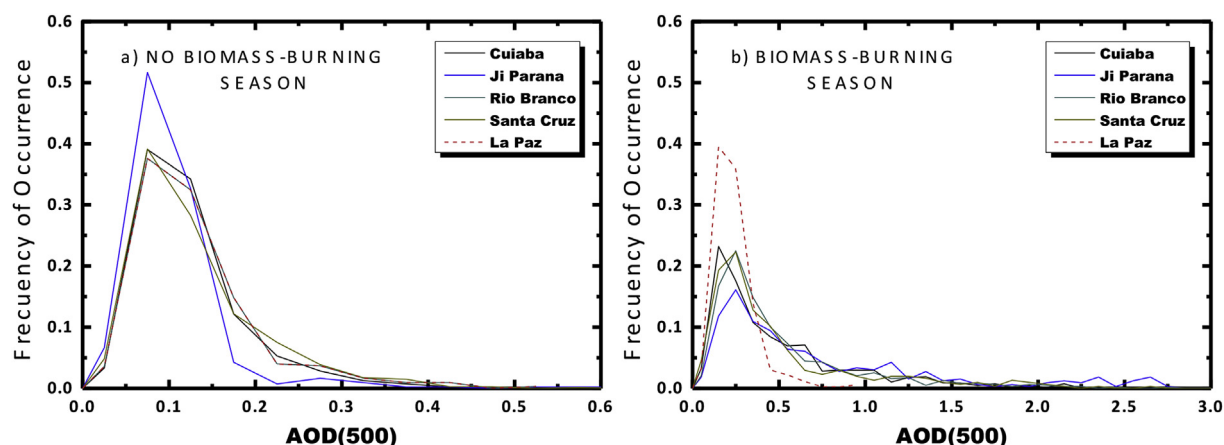 0.6
0.5
0.4
0.3
0.2
0.1
0.0
Frecuency of Occurrence
a) NO BIOMASS-BURNING
SEASON
Cuiaba
Ji Parana
Rio Branco
Santa Cruz
La Paz
0.0 0.1 0.2 0.3 0.4 0.5 0.6
AOD(500)
0.6
0.5
0.4
0.3
0.2
0.1
0.0
Frecuency of Occurrence
b) BIOMASS-BURNING
SEASON
Cuiaba
Ji Parana
Rio Branco
Santa Cruz
La Paz
0.0 0.5 1.0 1.5 2.0 2.5 3.0
AOD(500)